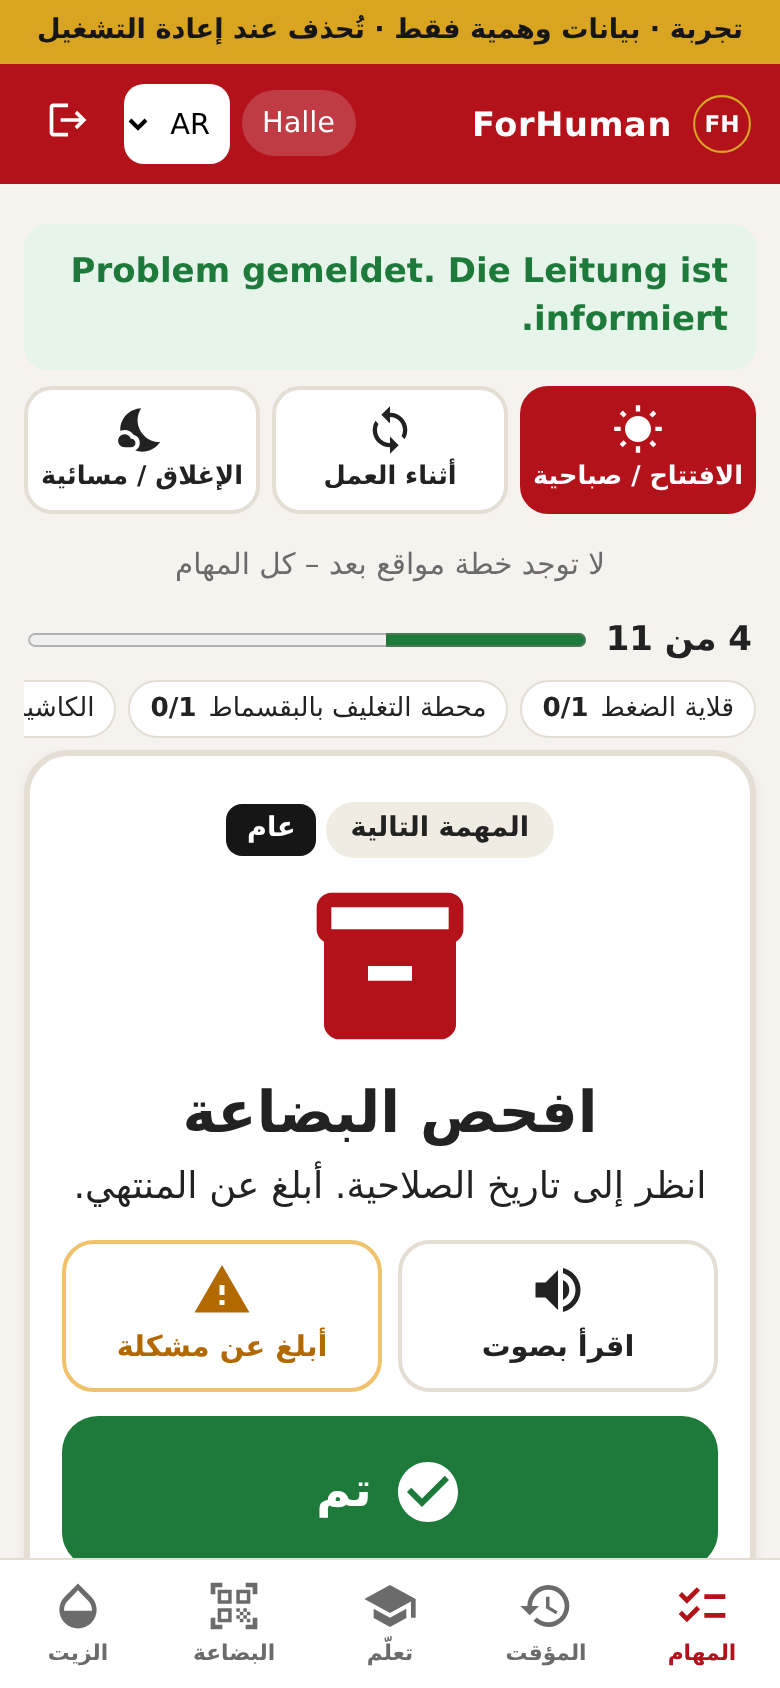 تجربة · بيانات وهمية فقط · تُحذف عند إعادة التشغيل
FH ForHuman Halle AR
Problem gemeldet. Die Leitung ist
informiert.
الافتتاح / صباحية
أثناء العمل
الإغلاق / مسائية
لا توجد خطة مواقع بعد – كل المهام
4 من 11
قلاية الضغط 0/1
محطة التغليف بالبقسماط 0/1
المهمة التالية
عام
افحص البضاعة
انظر إلى تاريخ الصلاحية. أبلغ عن المنتهي.
اقرأ بصوت
أبلغ عن مشكلة
تم
المهام
المؤقت
تعلّم
البضاعة
الزيت